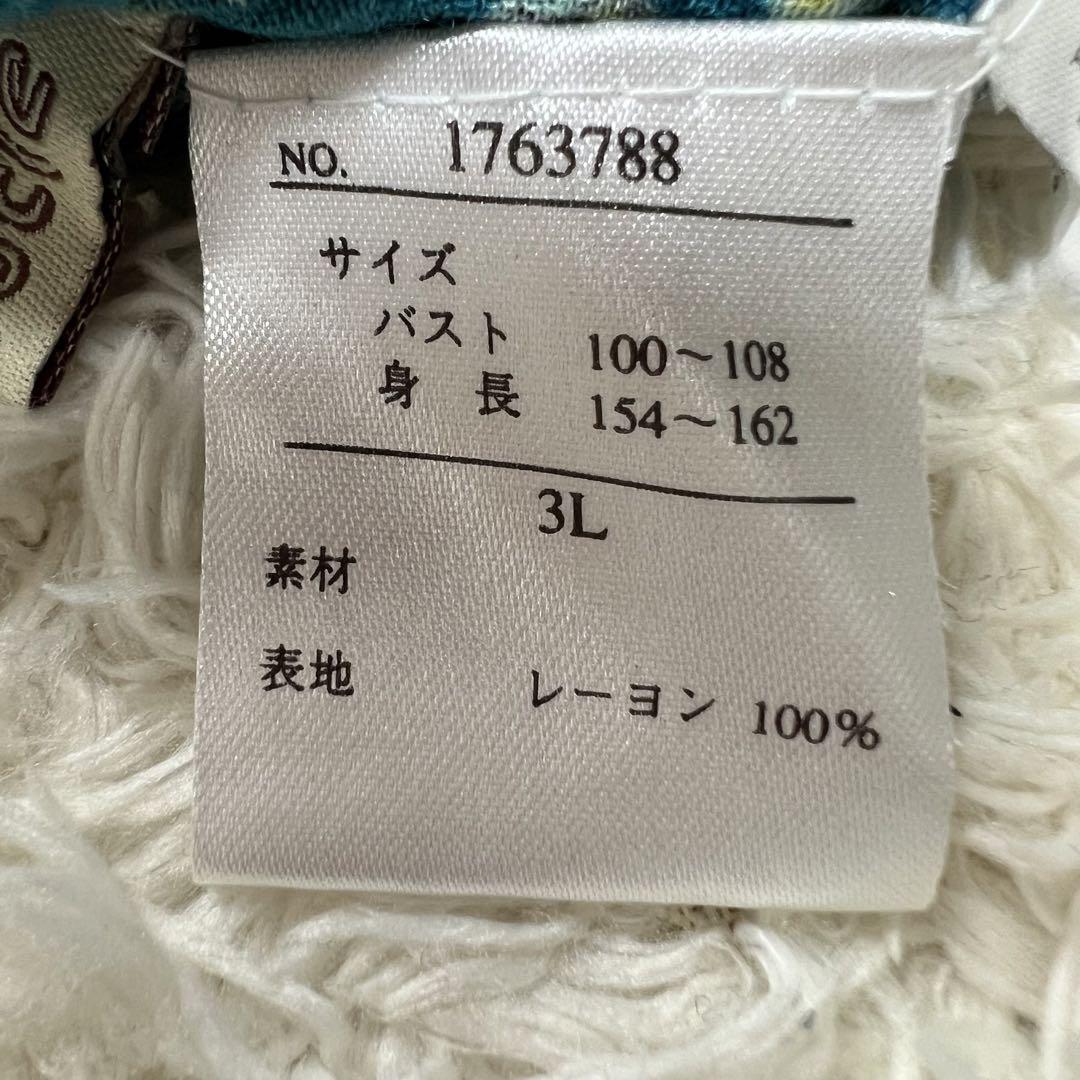 NO. 1763788
サイズ
バスト 100～108
身長 154～162
3L
素材
表地 レーヨン 100%